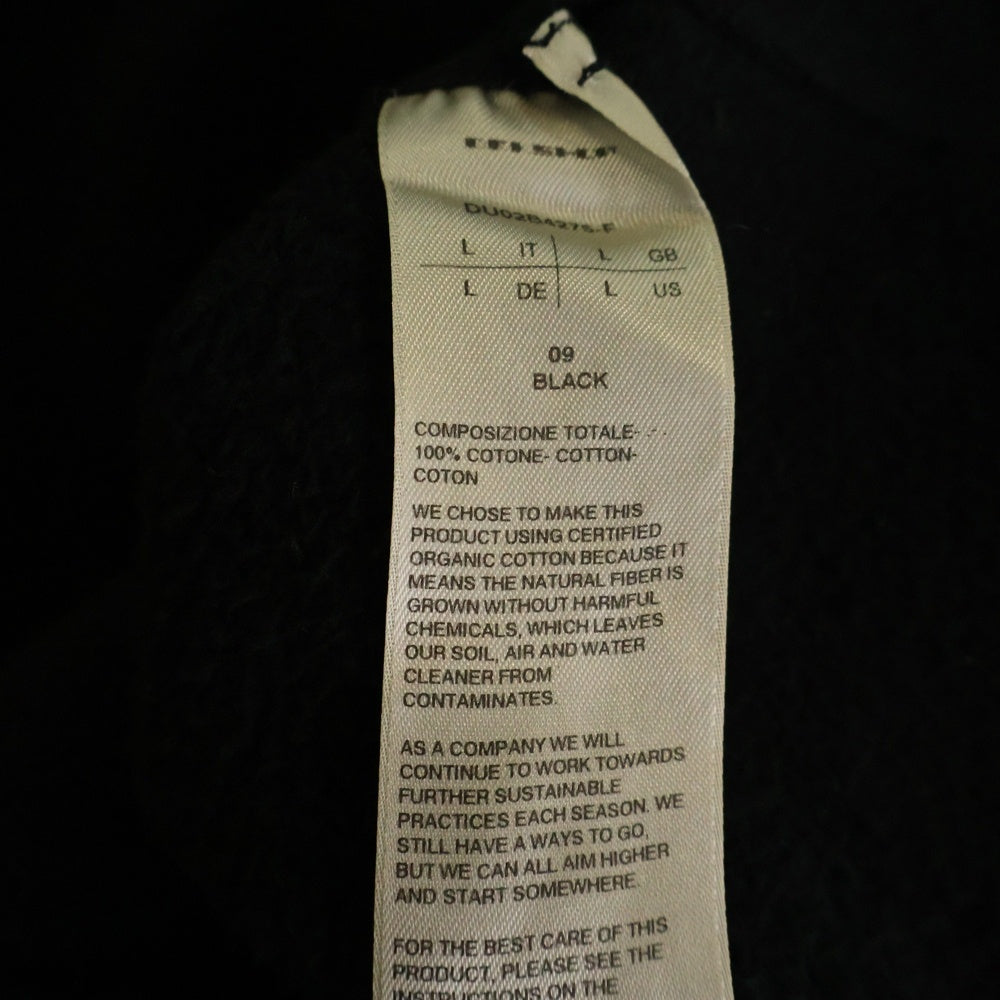 DU02B4275-F
L IT L GB
L DE L US
09
BLACK
COMPOSIZIONE TOTALE- -.-
100% COTONE- COTTON-
COTON
WE CHOSE TO MAKE THIS
PRODUCT USING CERTIFIED
ORGANIC COTTON BECAUSE IT
MEANS THE NATURAL FIBER IS
GROWN WITHOUT HARMFUL
CHEMICALS, WHICH LEAVES
OUR SOIL, AIR AND WATER
CLEANER FROM
CONTAMINATES.
AS A COMPANY WE WILL
CONTINUE TO WORK TOWARDS
FURTHER SUSTAINABLE
PRACTICES EACH SEASON. WE
STILL HAVE A WAYS TO GO,
BUT WE CAN ALL AIM HIGHER
AND START SOMEWHERE.
FOR THE BEST CARE OF THIS
PRODUCT, PLEASE SEE THE
INSTRUCTIONS ON THE